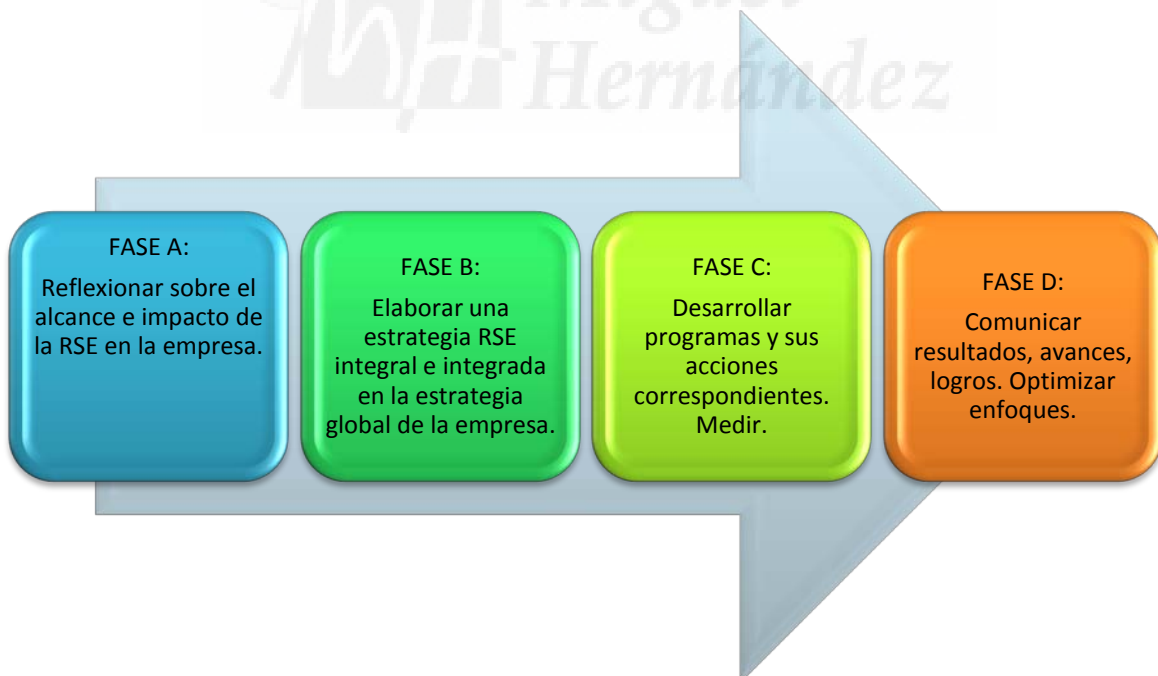 Miguel
Hernández
FASE A:
Reflexionar sobre el
alcance e impacto de
la RSE en la empresa.
FASE B:
Elaborar una
estrategia RSE
integral e integrada
en la estrategia
global de la empresa.
FASE C:
Desarrollar
programas y sus
acciones
correspondientes.
Medir.
FASE D:
Comunicar
resultados, avances,
logros. Optimizar
enfoques.